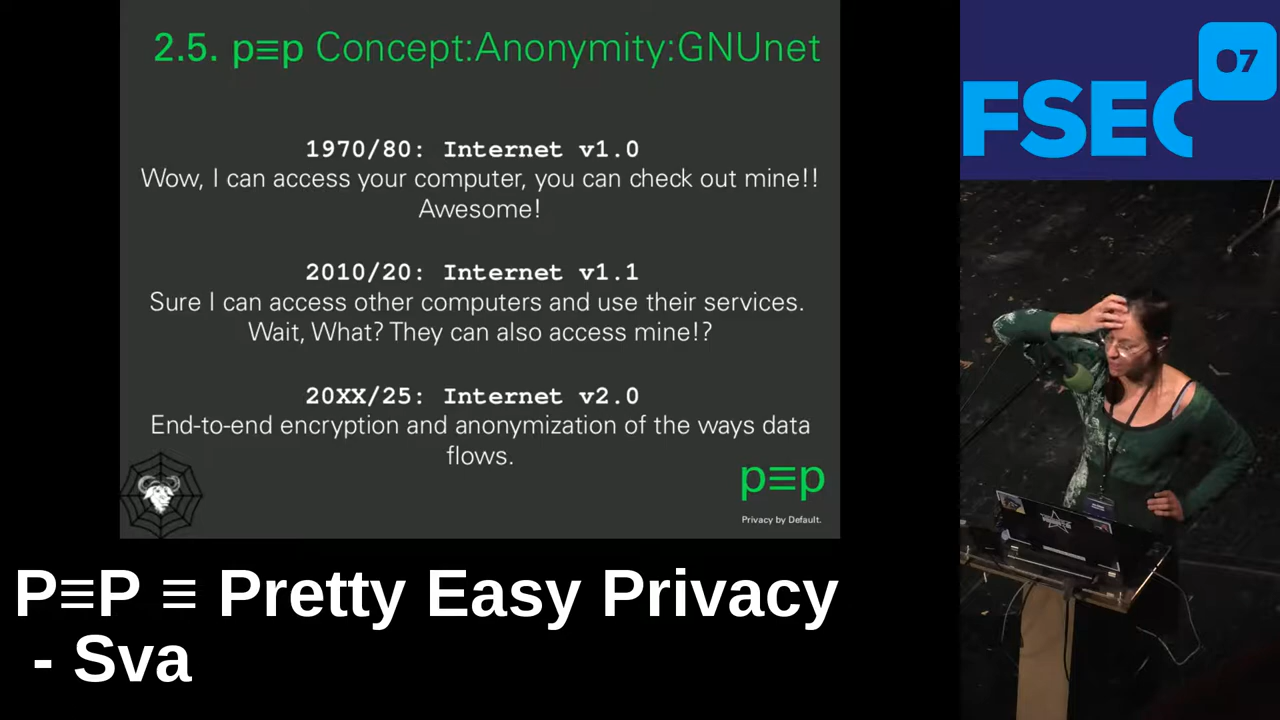 2.5. p≡p Concept:Anonymity:GNUnet
1970/80: Internet v1.0
Wow, I can access your computer, you can check out mine!!
Awesome!
2010/20: Internet v1.1
Sure I can access other computers and use their services.
Wait, What? They can also access mine!?
20XX/25: Internet v2.0
End-to-end encryption and anonymization of the ways data
flows.
p≡p
Privacy by Default.
FSEC 07
P≡P ≡ Pretty Easy Privacy
- Sva